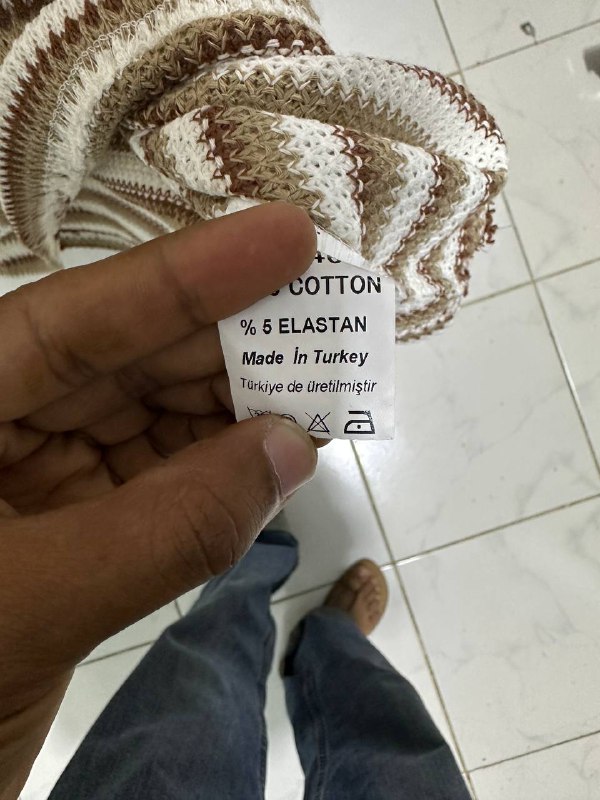 COTTON
% 5 ELASTAN
Made İn Turkey
Türkiye de üretilmiştir